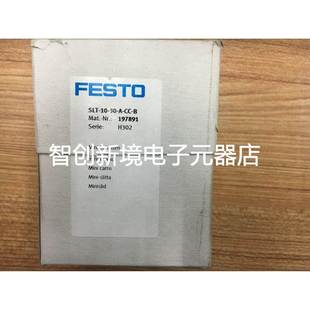 FESTO
SLT-10-30-A-CC-B
Mat.-Nr.: 197891
Serie: H302
智创新境电子元器店
Mini carro
Mini-slitta
Minislid